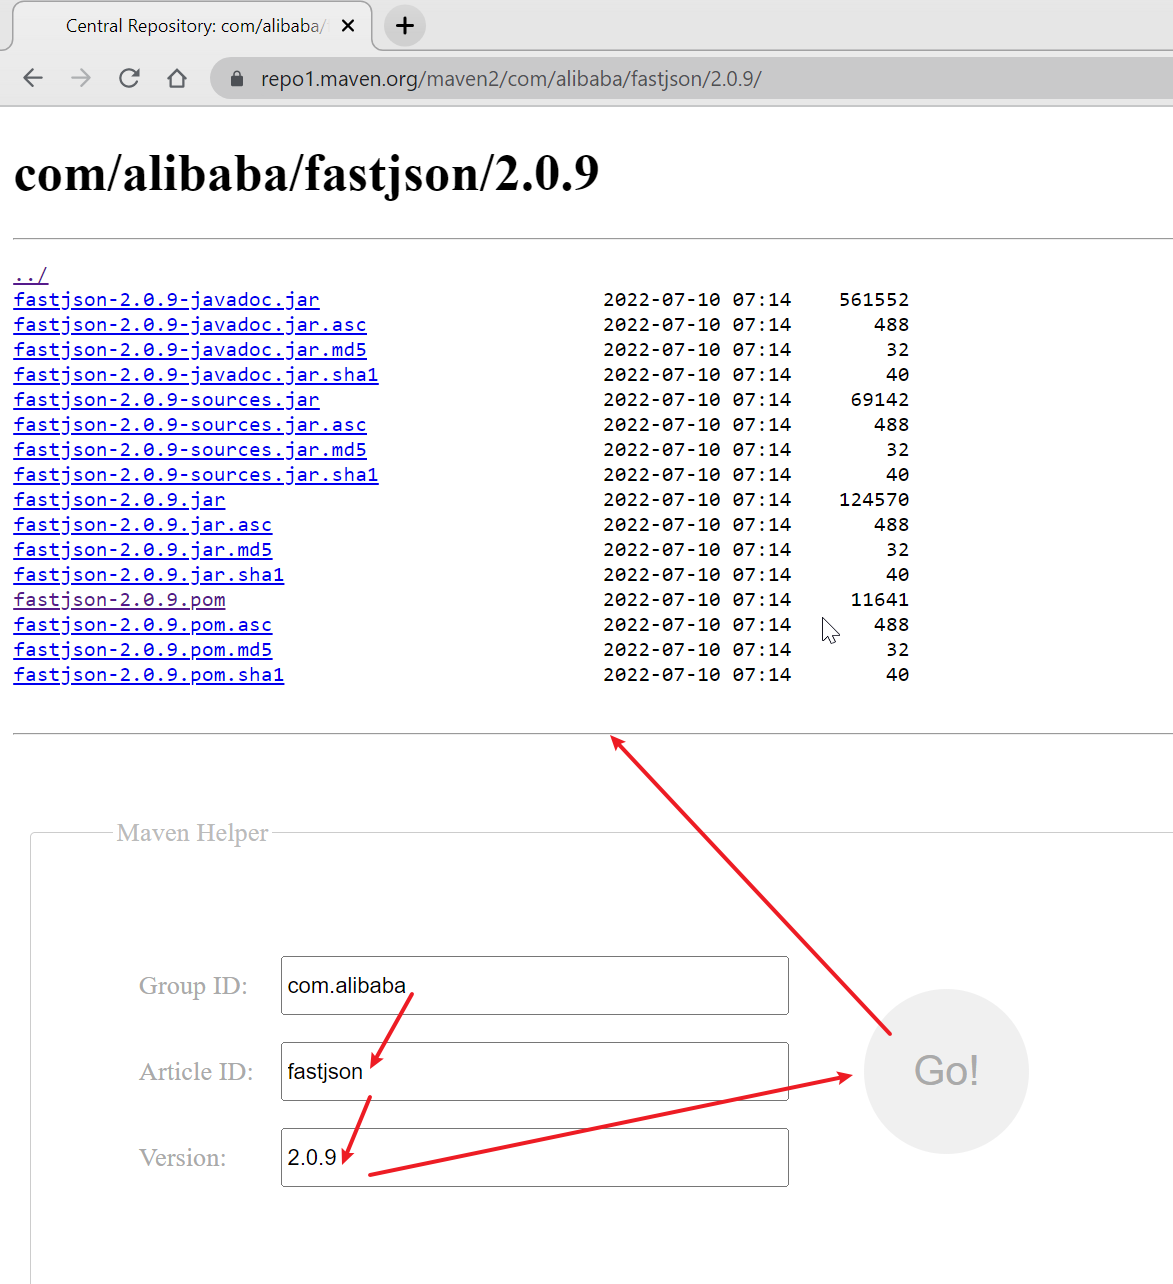 Central Repository: com/alibaba/
repo1.maven.org/maven2/com/alibaba/fastjson/2.0.9/
com/alibaba/fastjson/2.0.9
../
fastjson-2.0.9-javadoc.jar 2022-07-10 07:14 561552
fastjson-2.0.9-javadoc.jar.asc 2022-07-10 07:14 488
fastjson-2.0.9-javadoc.jar.md5 2022-07-10 07:14 32
fastjson-2.0.9-javadoc.jar.sha1 2022-07-10 07:14 40
fastjson-2.0.9-sources.jar 2022-07-10 07:14 69142
fastjson-2.0.9-sources.jar.asc 2022-07-10 07:14 488
fastjson-2.0.9-sources.jar.md5 2022-07-10 07:14 32
fastjson-2.0.9-sources.jar.sha1 2022-07-10 07:14 40
fastjson-2.0.9.jar 2022-07-10 07:14 124570
fastjson-2.0.9.jar.asc 2022-07-10 07:14 488
fastjson-2.0.9.jar.md5 2022-07-10 07:14 32
fastjson-2.0.9.jar.sha1 2022-07-10 07:14 40
fastjson-2.0.9.pom 2022-07-10 07:14 11641
fastjson-2.0.9.pom.asc 2022-07-10 07:14 488
fastjson-2.0.9.pom.md5 2022-07-10 07:14 32
fastjson-2.0.9.pom.sha1 2022-07-10 07:14 40
Maven Helper
Group ID: com.alibaba
Article ID: fastjson
Go!
Version: 2.0.9